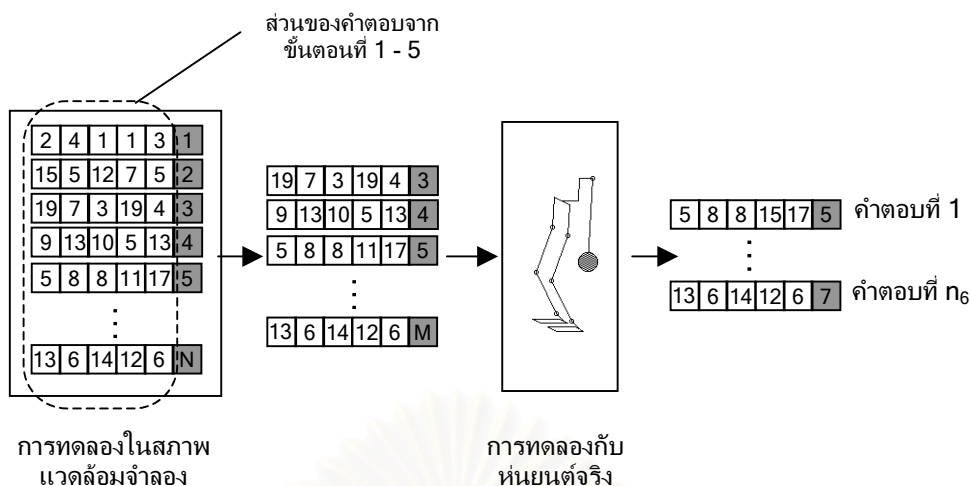 ส่วนของคำตอบจาก
ขั้นตอนที่ 1 - 5
2 4 1 1 3 1
15 5 12 7 5 2
19 7 3 19 4 3
9 13 10 5 13 4
5 8 8 11 17 5
13 6 14 12 6 N
การทดลองในสภาพ
แวดล้อมจำลอง
19 7 3 19 4 3
9 13 10 5 13 4
5 8 8 11 17 5
13 6 14 12 6 M
การทดลองกับ
หุ่นยนต์จริง
5 8 8 15 17 5 คำตอบที่ 1
13 6 14 12 6 7 คำตอบที่ n6